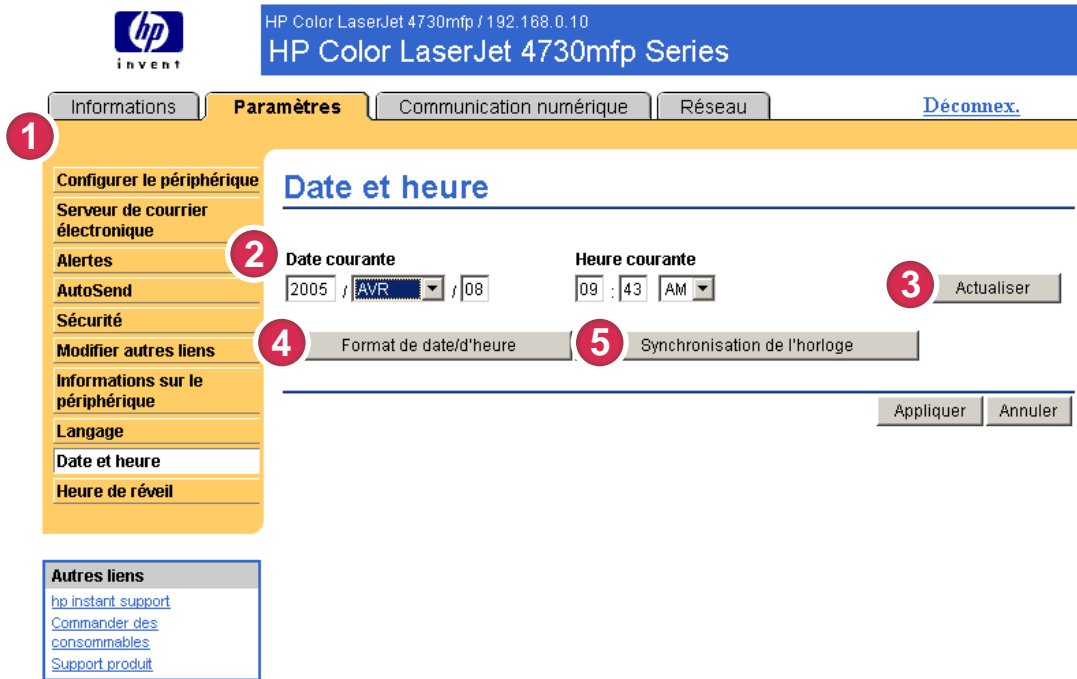 hp
invent
HP Color LaserJet 4730mfp / 192.168.0.10
HP Color LaserJet 4730mfp Series
Informations
Paramètres
Communication numérique
Réseau
Déconnex.
1
Configurer le périphérique
Serveur de courrier
électronique
Alertes
AutoSend
Sécurité
Modifier autres liens
Informations sur le
périphérique
Langage
Date et heure
Heure de réveil
Date et heure
2
Date courante
2005 / AVR / 08
Heure courante
09 : 43 AM
3
Actualiser
4
Format de date/d'heure
5
Synchronisation de l'horloge
Appliquer
Annuler
Autres liens
hp instant support
Commander des
consommables
Support produit